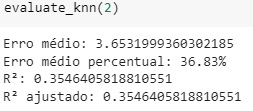 evaluate_knn(2)
Erro médio: 3.6531999360302185
Erro médio percentual: 36.83%
R²: 0.3546405818810551
R² ajustado: 0.3546405818810551